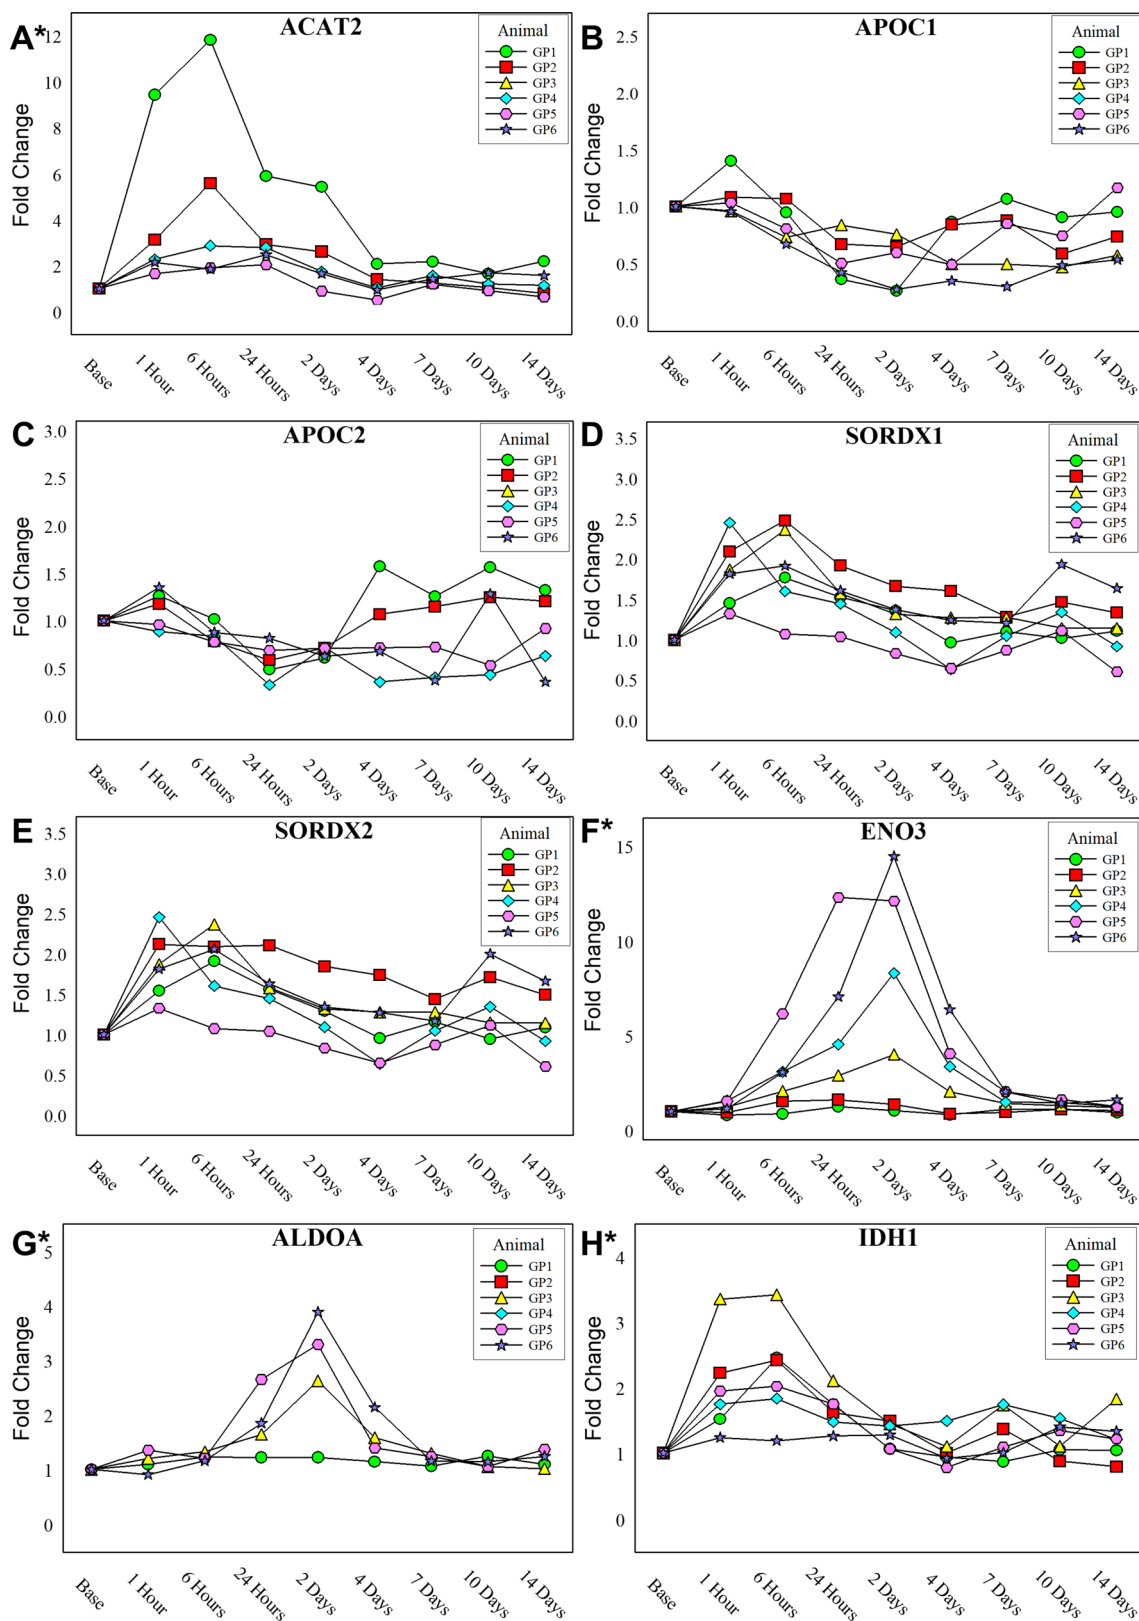 A*
ACAT2
Animal
GP1
GP2
GP3
GP4
GP5
GP6
Fold Change
12
10
8
6
4
2
0
Base
1 Hour
6 Hours
24 Hours
2 Days
4 Days
7 Days
10 Days
14 Days
B
APOC1
Animal
GP1
GP2
GP3
GP4
GP5
GP6
Fold Change
2.5
2.0
1.5
1.0
0.5
0.0
Base
1 Hour
6 Hours
24 Hours
2 Days
4 Days
7 Days
10 Days
14 Days
C
APOC2
Animal
GP1
GP2
GP3
GP4
GP5
GP6
Fold Change
3.0
2.5
2.0
1.5
1.0
0.5
0.0
Base
1 Hour
6 Hours
24 Hours
2 Days
4 Days
7 Days
10 Days
14 Days
D
SORDX1
Animal
GP1
GP2
GP3
GP4
GP5
GP6
Fold Change
3.5
3.0
2.5
2.0
1.5
1.0
0.5
0.0
Base
1 Hour
6 Hours
24 Hours
2 Days
4 Days
7 Days
10 Days
14 Days
E
SORDX2
Animal
GP1
GP2
GP3
GP4
GP5
GP6
Fold Change
3.5
3.0
2.5
2.0
1.5
1.0
0.5
0.0
Base
1 Hour
6 Hours
24 Hours
2 Days
4 Days
7 Days
10 Days
14 Days
F*
ENO3
Animal
GP1
GP2
GP3
GP4
GP5
GP6
Fold Change
15
10
5
0
Base
1 Hour
6 Hours
24 Hours
2 Days
4 Days
7 Days
10 Days
14 Days
G*
ALDOA
Animal
GP1
GP2
GP3
GP4
GP5
GP6
Fold Change
5
4
3
2
1
0
Base
1 Hour
6 Hours
24 Hours
2 Days
4 Days
7 Days
10 Days
14 Days
H*
IDH1
Animal
GP1
GP2
GP3
GP4
GP5
GP6
Fold Change
4
3
2
1
0
Base
1 Hour
6 Hours
24 Hours
2 Days
4 Days
7 Days
10 Days
14 Days